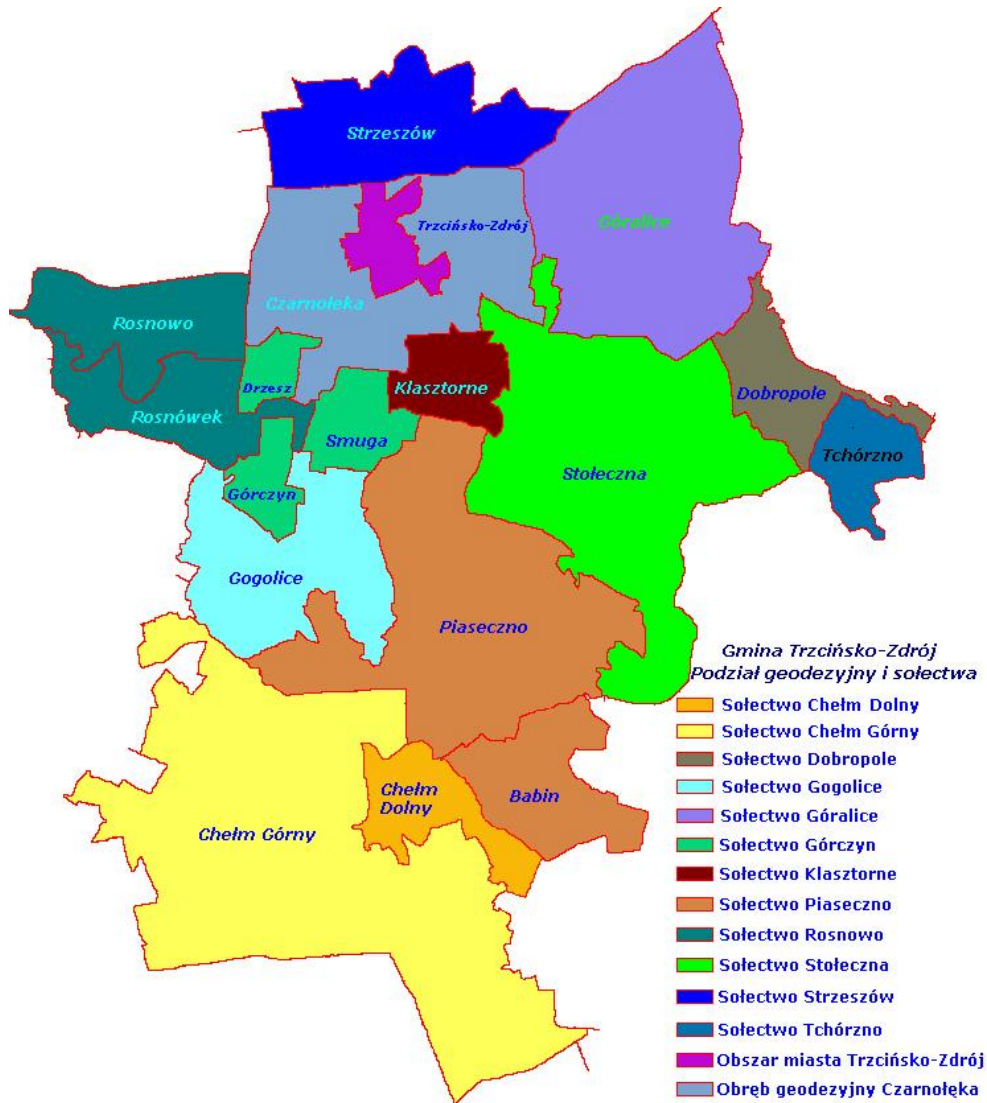 Strzeszów
Góralice
Trzcińsko-Zdrój
Czarnołęka
Rosnowo
Drzesz
Klasztorne
Dobropole
Rosnówek
Smuga
Tchórzno
Stołeczna
Górczyn
Gogolice
Piaseczno
Gmina Trzcińsko-Zdrój
Podział geodezyjny i sołectwa
Sołectwo Chełm Dolny
Sołectwo Chełm Górny
Sołectwo Dobropole
Sołectwo Gogolice
Sołectwo Góralice
Sołectwo Górczyn
Sołectwo Klasztorne
Sołectwo Piaseczno
Sołectwo Rosnowo
Sołectwo Stołeczna
Sołectwo Strzeszów
Sołectwo Tchórzno
Obszar miasta Trzcińsko-Zdrój
Obręb geodezyjny Czarnołęka
Chełm
Dolny
Babin
Chełm Górny